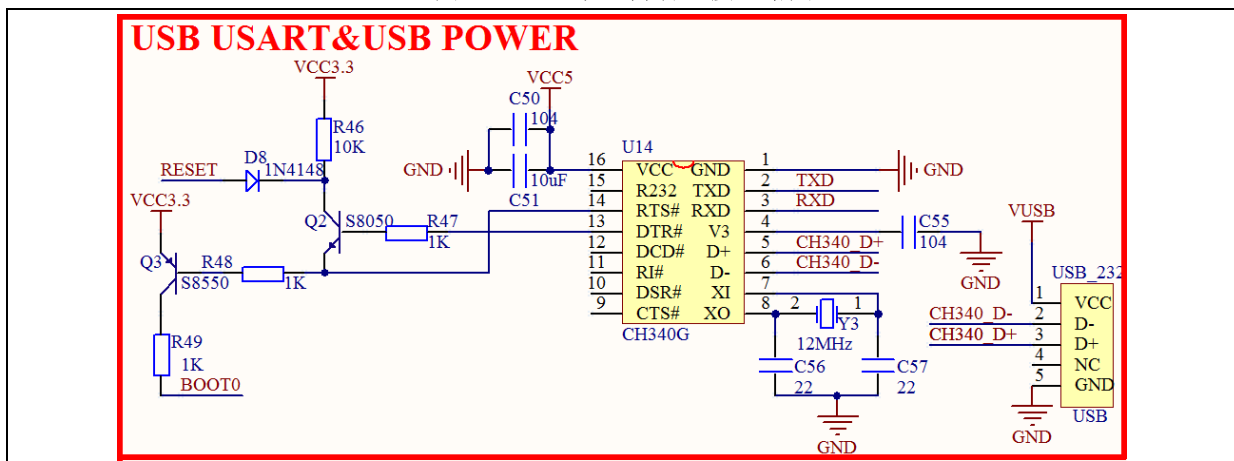 USB USART&USB POWER
VCC3.3
VCC5
C50
104
R46
10K
U14
GND
10uF
C51
D8
1N4148
RESET
VCC3.3
Q2
S8050
R47
1K
Q3
S8550
R48
1K
R49
1K
BOOT0
16 VCC GND 1
15 R232 TXD 2 TXD
14 RTS# RXD 3 RXD
13 DTR# V3 4
12 DCD# D+ 5 CH340_D+
11 RI# D- 6 CH340_D-
10 DSR# XI 7
9 CTS# XO 8
CH340G
GND
C55
104
GND
2 1
Y3
12MHz
C56
22
C57
22
GND
VUSB
USB_232
1 VCC
CH340_D- 2 D-
CH340_D+ 3 D+
4 NC
5 GND
USB
GND